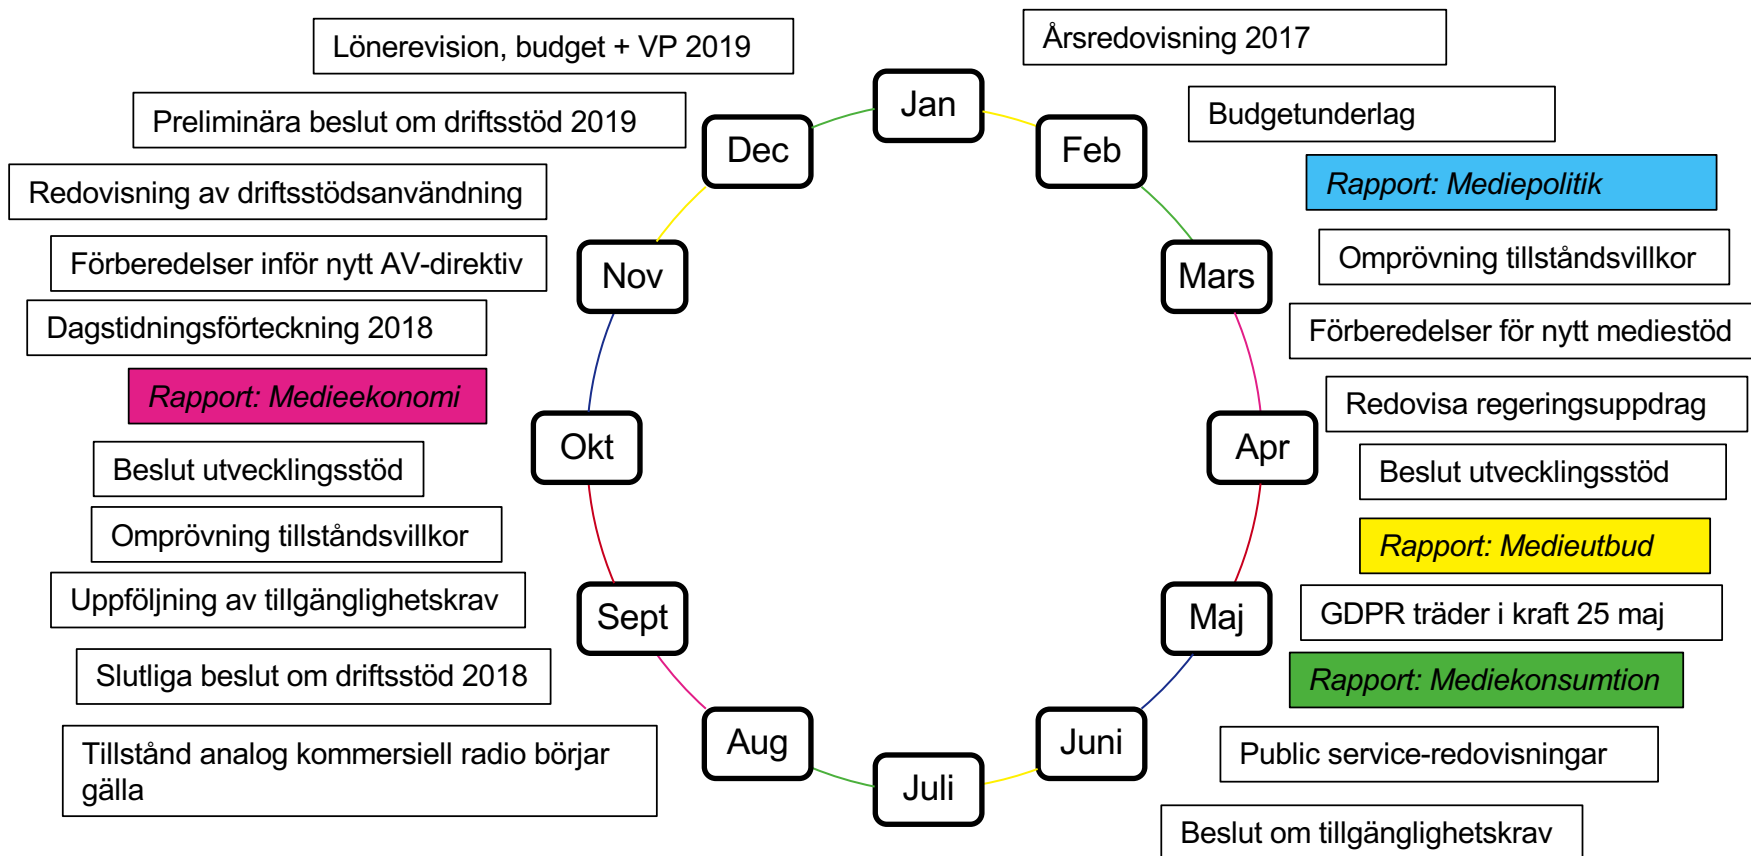 Lönerevision, budget + VP 2019
Årsredovisning 2017
Jan
Preliminära beslut om driftsstöd 2019
Dec
Feb
Budgetunderlag
Redovisning av driftsstödsanvändning
Rapport: Mediepolitik
Förberedelser inför nytt AV-direktiv
Nov
Mars
Omprövning tillståndsvillkor
Dagstidningsförteckning 2018
Förberedelser för nytt mediestöd
Rapport: Medieekonomi
Redovisa regeringsuppdrag
Okt
Apr
Beslut utvecklingsstöd
Beslut utvecklingsstöd
Omprövning tillståndsvillkor
Rapport: Medieutbud
Uppföljning av tillgänglighetskrav
Sept
Maj
GDPR träder i kraft 25 maj
Slutliga beslut om driftsstöd 2018
Rapport: Mediekonsumtion
Tillstånd analog kommersiell radio börjar
gälla
Aug
Juni
Public service-redovisningar
Juli
Beslut om tillgänglighetskrav